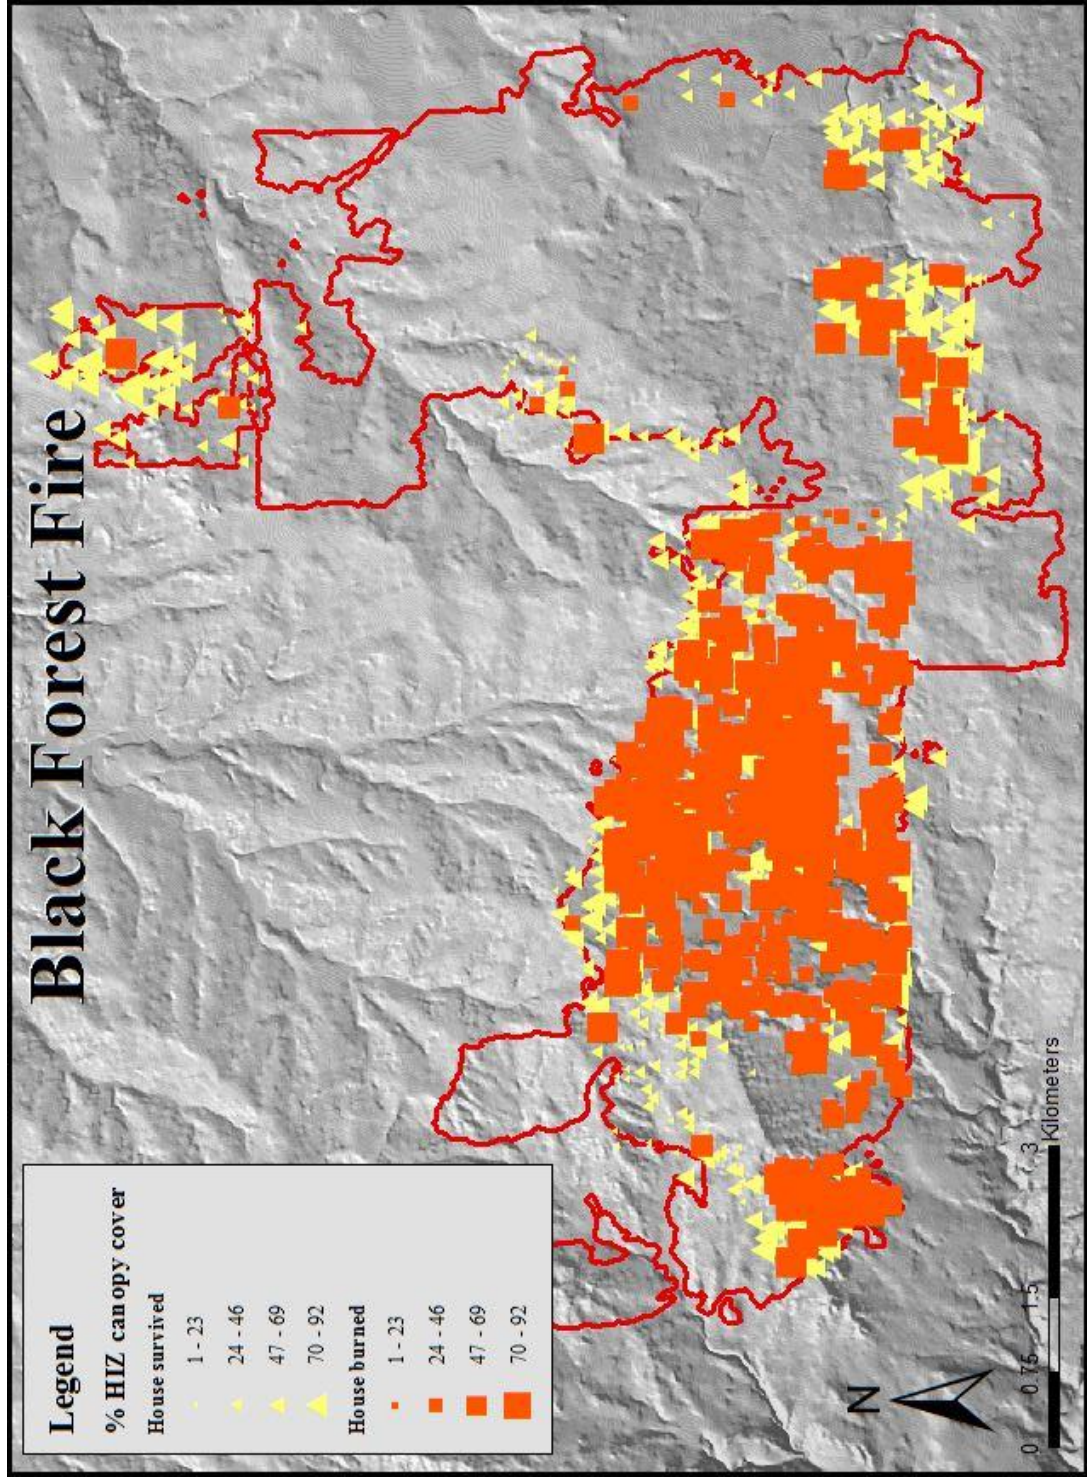 Black Forest Fire
Legend
% HIZ canopy cover
House survived
1 - 23
24 - 46
47 - 69
70 - 92
House burned
1 - 23
24 - 46
47 - 69
70 - 92
N
0 0.75 1.5 3
Kilometers